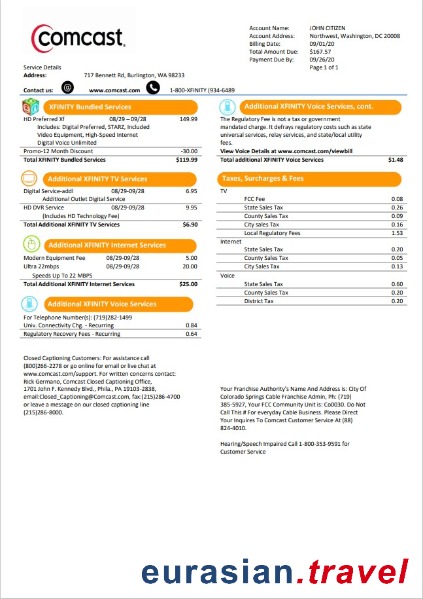 Comcast.
Account Name: JOHN CITIZEN
Account Address: Northwest, Washington, DC 20008
Billing Date: 09/01/20
Total Amount Due: $167.57
Payment Due By: 09/26/20
Page 1 of 1
Service Details
Address: 717 Bennett Rd, Burlington, WA 98233
Contact us: @ www.comcast.com 1-800-XFINITY (934-6489
XFINITY Bundled Services
HD Preferred Xf 08/29 --09/28 149.99
Includes: Digital Preferred, STARZ, Included
Video Equipment, High-Speed Internet
Digital Voice Unlimited
Promo-12 Month Discount -30.00
Total XFINITY Bundled Services $119.99
Additional XFINITY TV Services
Digital Service-addl 08/29-09/28 6.95
Additional Outlet Digital Service
HD DVR Service 08/29-09/28 9.95
(Includes HD Technology Fee)
Total Additional XFINITY TV Services $6.90
Additional XFINITY Internet Services
Modern Equipment Fee 08/29-09/28 5.00
Ultra 22mbps 08/29-09/28 20.00
Speeds Up To 22 MBPS
Total Additional XFINITY Internet Services $25.00
Additional XFINITY Voice Services
For Telephone Number(s): (719)282-1499
Univ. Connectivity Chg. - Recurring 0.84
Regulatory Recovery Fees - Recurring 0.64
Closed Captioning Customers: For assistance call
(800)266-2278 or go online for email or live chat at
www.comcast.com/support. For written concerns contact:
Rick Germano, Comcast Closed Captioning Office,
1701 John F. Kennedy Blvd., Phila., PA 19103-2838,
email:Closed_Captioning@Comcast.com, fax:(215)286-4700
or leave a message on our closed captioning line
(215)286-8000.
Additional XFINITY Voice Services, cont.
The Regulatory Fee is not a tax or government
mandated charge. It defrays regulatory costs such as state
universal services, reley services, and state/local utility
fees.
View Voice Details at www.comcast.com/viewbill
Total additional XFINITY Voice Services $1.48
Taxes, Surcharges & Fees
TV
FCC Fee 0.08
State Sales Tax 0.26
County Sales Tax 0.09
City sales Tax 0.16
Local Regulatory Fees 1.53
Internet
State Sales Tax 0.20
County Sales Tax 0.05
City Sales Tax 0.13
Voice
State Sales Tax 0.60
County Sales Tax 0.20
District Tax 0.20
Your Franchise Authority's Name And Address is: City Of
Colorado Springs Cable Franchise Admin, Ph: (719)
385-5927, Your FCC Community Unit is: Co0030. Do Not
Call This # For everyday Cable Business. Please Direct
Your Inquires To Comcast Customer Service At (88)
824-4010.
Hearing/Speech Impaired Call 1-800-353-9591 for
Customer Service
eurasian.travel